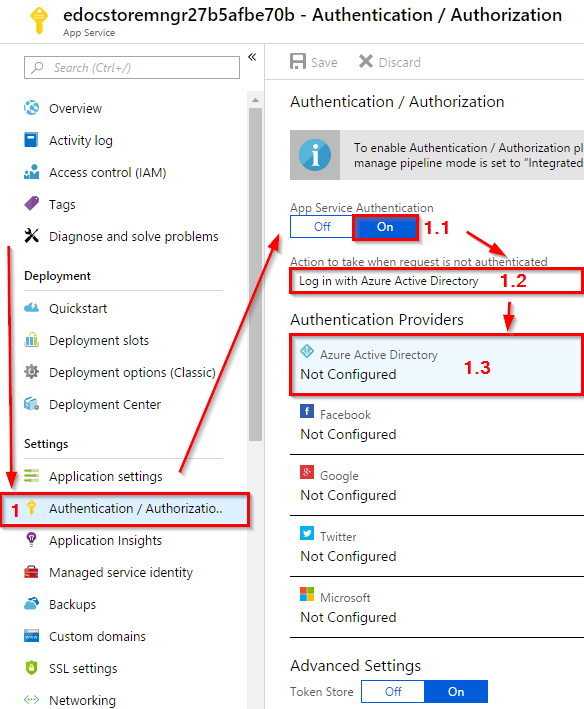 edocstoremngr27b5afbe70b - Authentication / Authorization
App Service
Search (Ctrl+/)
«
Overview
Activity log
Access control (IAM)
Tags
Diagnose and solve problems
Deployment
Quickstart
Deployment slots
Deployment options (Classic)
Deployment Center
Settings
Application settings
1 Authentication / Authorizatio..
Application Insights
Managed service identity
Backups
Custom domains
SSL settings
Networking
Save Discard
Authentication / Authorization
To enable Authentication / Authorization pl
manage pipeline mode is set to "Integrated
App Service Authentication
Off On 1.1
Action to take when request is not authenticated
Log in with Azure Active Directory 1.2
Authentication Providers
Azure Active Directory
Not Configured 1.3
Facebook
Not Configured
Google
Not Configured
Twitter
Not Configured
Microsoft
Not Configured
Advanced Settings
Token Store Off On